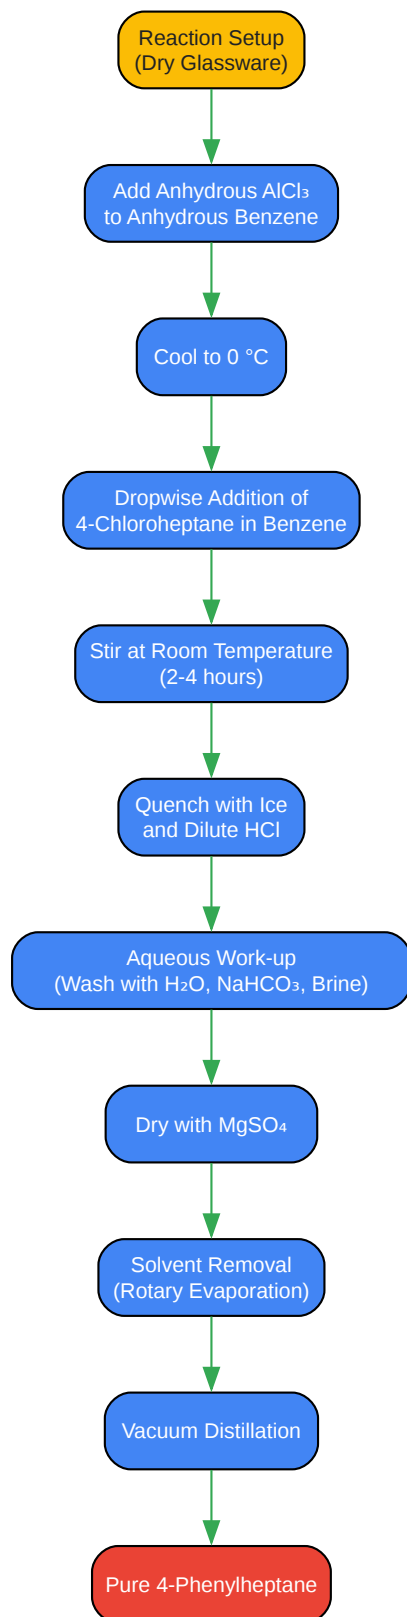 Reaction Setup
(Dry Glassware)
Add Anhydrous AlCl₃
to Anhydrous Benzene
Cool to 0 °C
Dropwise Addition of
4-Chloroheptane in Benzene
Stir at Room Temperature
(2-4 hours)
Quench with Ice
and Dilute HCl
Aqueous Work-up
(Wash with H₂O, NaHCO₃, Brine)
Dry with MgSO₄
Solvent Removal
(Rotary Evaporation)
Vacuum Distillation
Pure 4-Phenylheptane